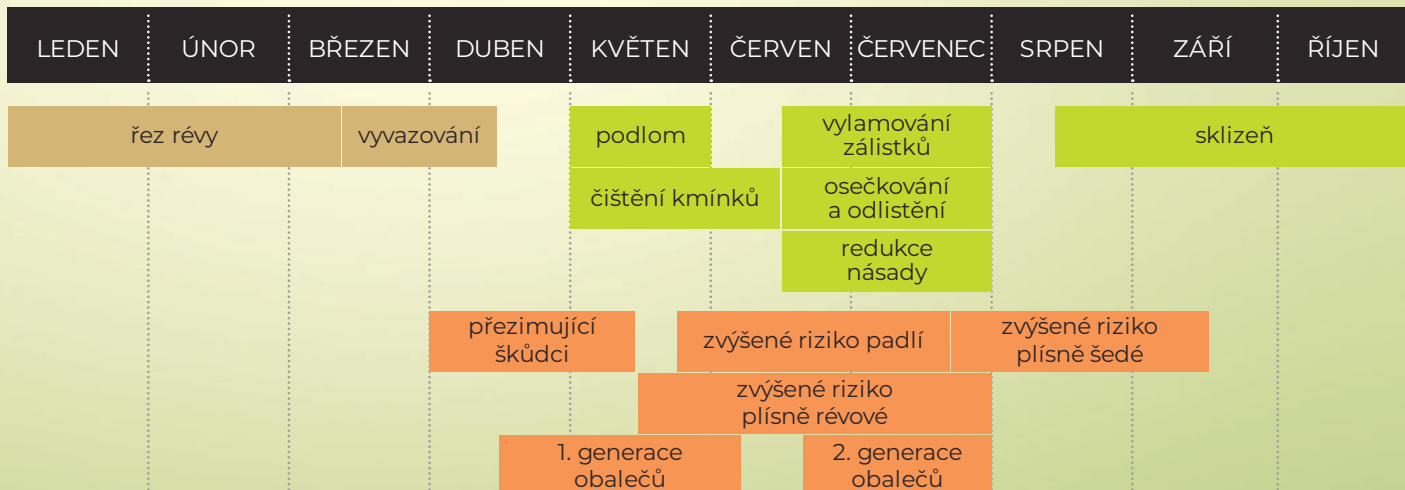 LEDEN ÚNOR BŘEZEN DUBEN KVĚTEN ČERVEN ČERVENEC SRPEN ZÁŘÍ ŘÍJEN
řez révy
vyvazování
podlom
vylamování
zálistků
sklizeň
čištění kmínků
osečkování
a odlistění
redukce
násady
přezimující
škůdci
zvýšené riziko padlí
zvýšené riziko
plísně šedé
zvýšené riziko
plísně révové
1. generace
obalečů
2. generace
obalečů